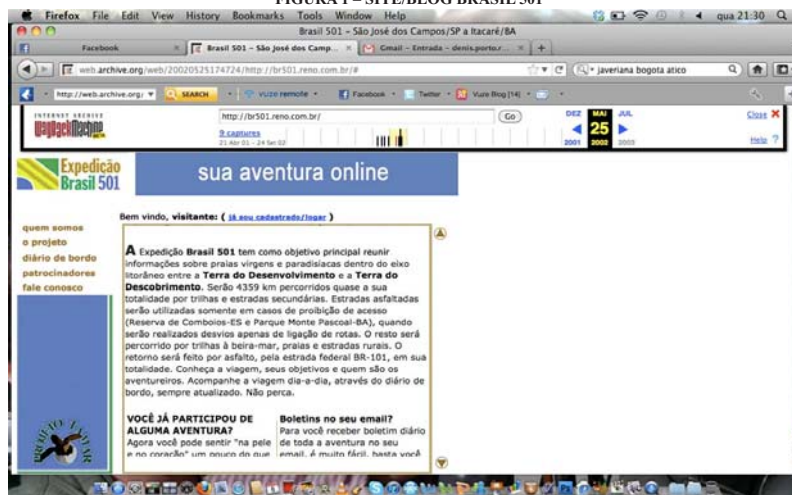 FIGURA 1 – SITE/BLOG BRASIL 501
Firefox File Edit View History Bookmarks Tools Window Help
qua 21:30
Brasil 501 – São José dos Campos/SP a Itacaré/BA
Facebook
Brasil 501 – São José dos Camp...
Gmail – Entrada – denis.porto.r...
web.archive.org/web/20020525174724/http://br501.reno.com.br/#
javeriana bogota atico
http://web.archive.org/
SEARCH
vuze remote
Facebook
Twitter
Vuze Blog [14]
INTERNET ARCHIVE
WayBackMachine
BETA
http://br501.reno.com.br/
Go
9 captures
21 Abr 01 – 24 Set 02
DEZ MAI JUL
25
2001 2002 2003
Close
Help ?
Expedição
Brasil 501
sua aventura online
Bem vindo, visitante: ( já sou cadastrado/logar )
quem somos
o projeto
diário de bordo
patrocinadores
fale conosco
A Expedição Brasil 501 tem como objetivo principal reunir
informações sobre praias virgens e paradisíacas dentro do eixo
litorâneo entre a Terra do Desenvolvimento e a Terra do
Descobrimento. Serão 4359 km percorridos quase a sua
totalidade por trilhas e estradas secundárias. Estradas asfaltadas
serão utilizadas somente em casos de proibição de acesso
(Reserva de Comboios-ES e Parque Monte Pascoal-BA), quando
serão realizados desvios apenas de ligação de rotas. O resto será
percorrido por trilhas à beira-mar, praias e estradas rurais. O
retorno será feito por asfalto, pela estrada federal BR-101, em sua
totalidade. Conheça a viagem, seus objetivos e quem são os
aventureiros. Acompanhe a viagem dia-a-dia, através do diário de
bordo, sempre atualizado. Não perca.
VOCÊ JÁ PARTICIPOU DE
ALGUMA AVENTURA?
Agora você pode sentir "na pele
e no coração" um pouco do que
Boletins no seu email?
Para você receber boletim diário
de toda a aventura no seu
email, é muito fácil, basta você